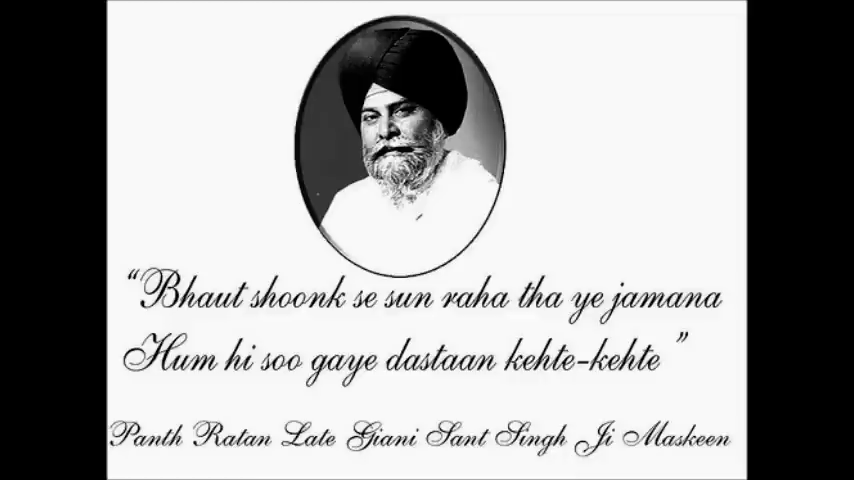 “Bhaut shoonk se sun raha tha ye jamana
Hum hi soo gaye dastaan kehte-kehte”
Panth Ratan Late Giani Sant Singh Ji Maskeen